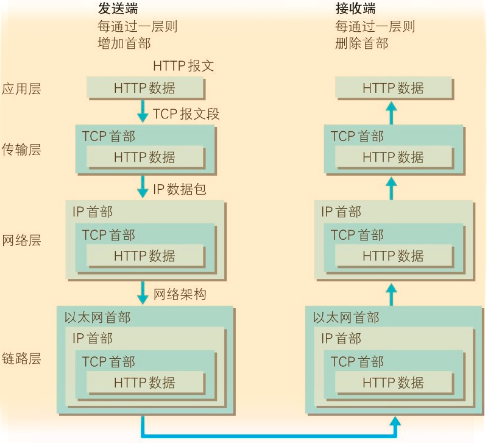 发送端
每通过一层则
增加首部
接收端
每通过一层则
删除首部
HTTP 报文
应用层
HTTP 数据
HTTP 数据
TCP 报文段
传输层
TCP 首部
HTTP 数据
TCP 首部
HTTP 数据
IP 数据包
网络层
IP 首部
TCP 首部
HTTP 数据
IP 首部
TCP 首部
HTTP 数据
网络架构
链路层
以太网首部
IP 首部
TCP 首部
HTTP 数据
以太网首部
IP 首部
TCP 首部
HTTP 数据